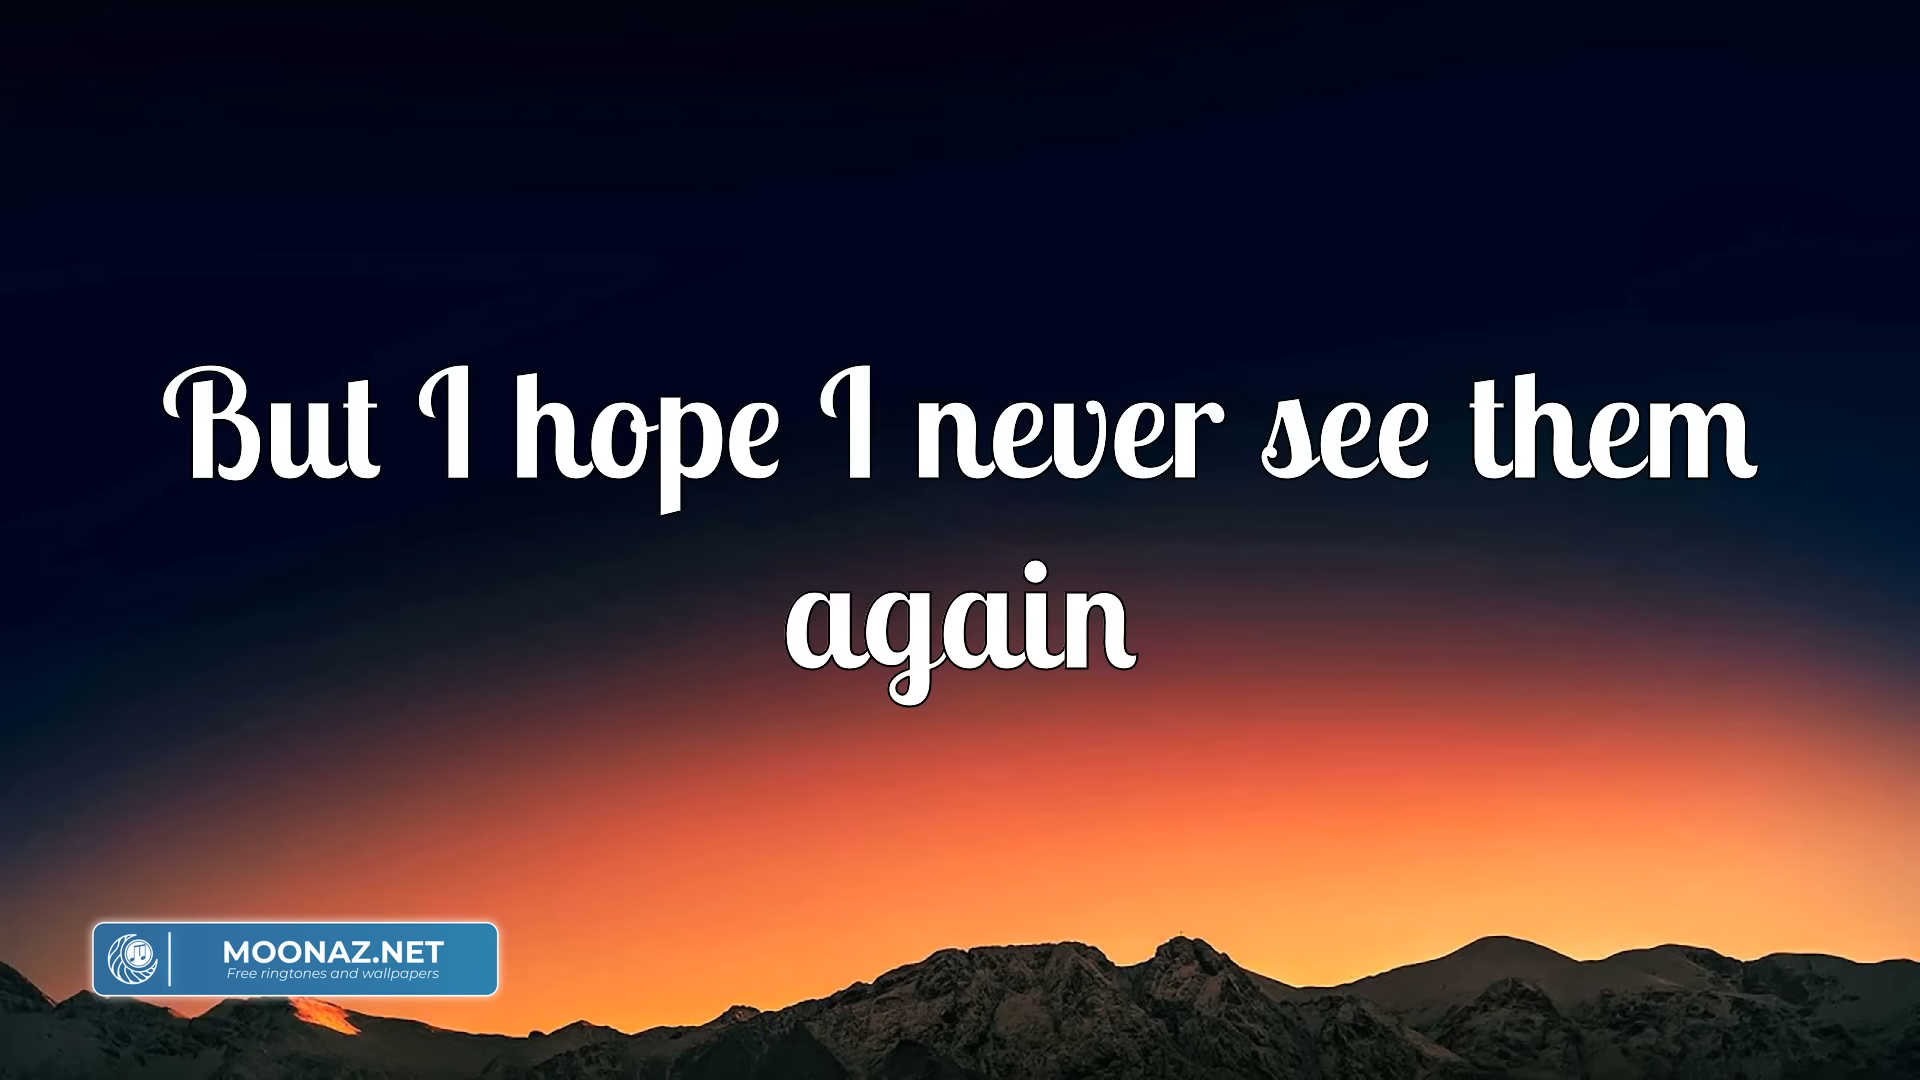 But I hope I never see them
again
MOONAZ.NET
Free ringtones and wallpapers